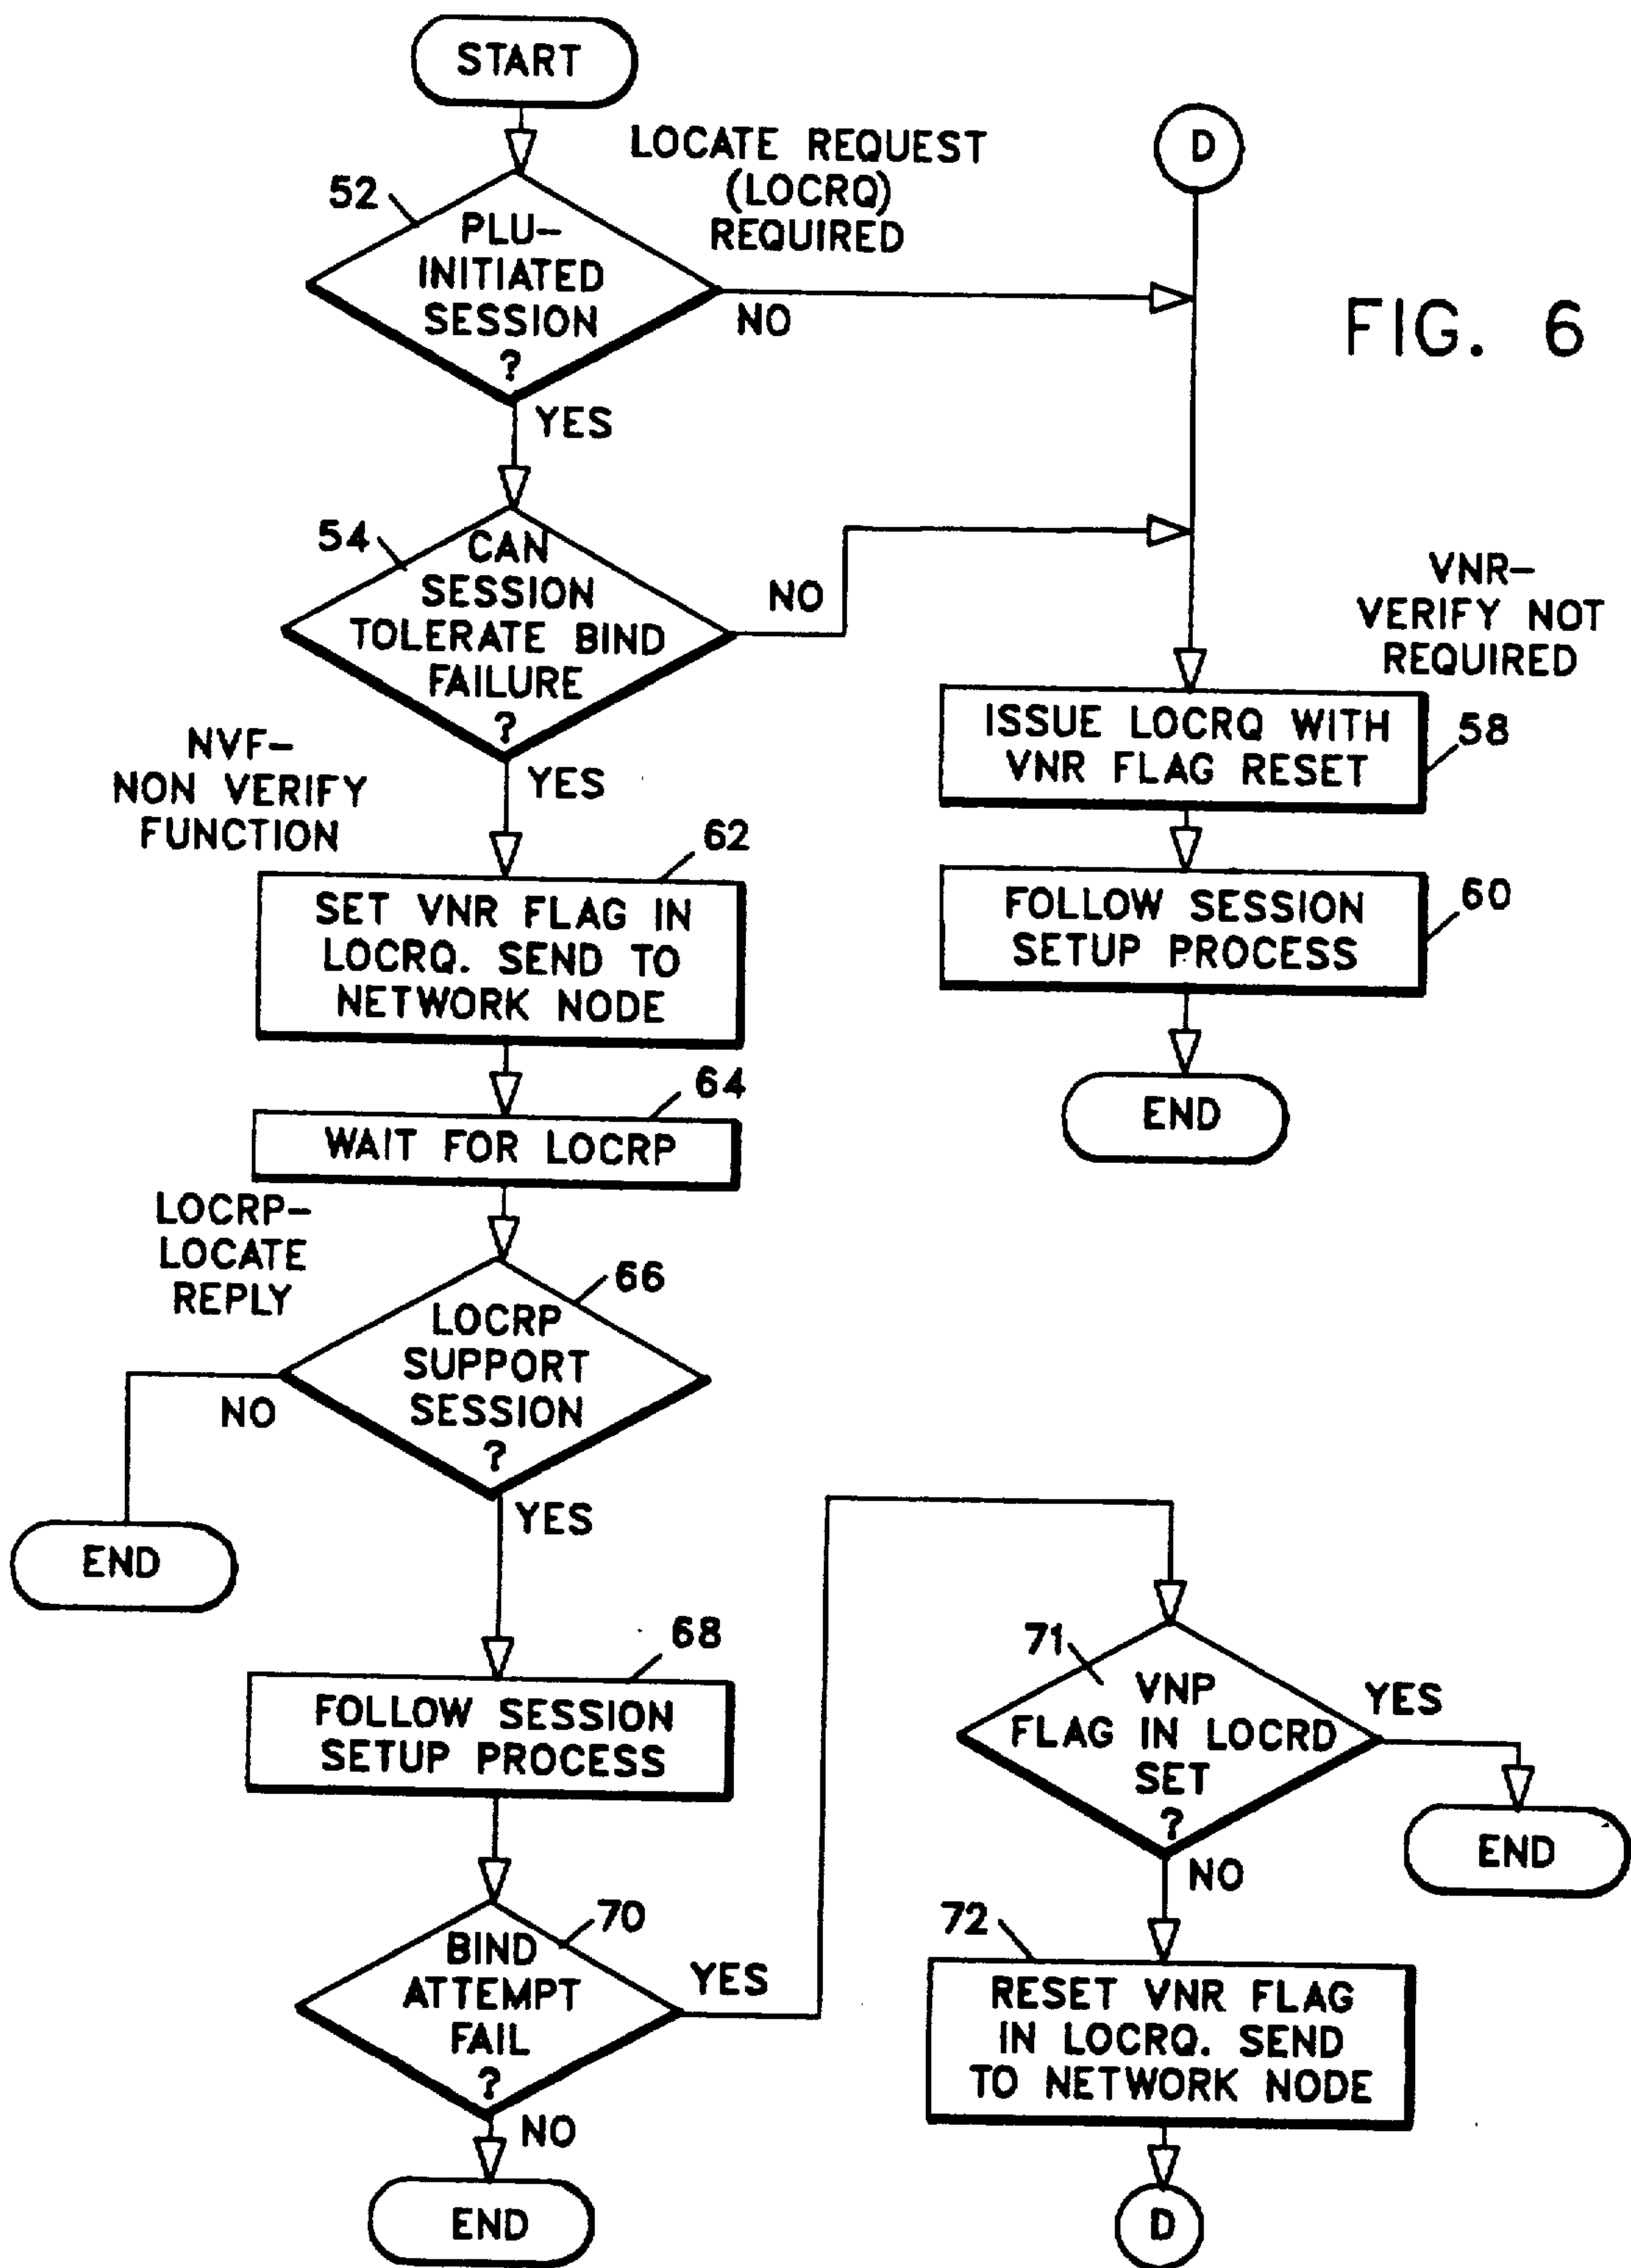 START
LOCATE REQUEST
(LOCRQ)
REQUIRED
D
52
PLU-
INITIATED
SESSION
?
NO
YES
FIG. 6
54
CAN
SESSION
TOLERATE BIND
FAILURE
?
NO
YES
VNR-
VERIFY NOT
REQUIRED
ISSUE LOCRQ WITH
VNR FLAG RESET
58
FOLLOW SESSION
SETUP PROCESS
60
END
NVF-
NON VERIFY
FUNCTION
62
SET VNR FLAG IN
LOCRQ. SEND TO
NETWORK NODE
64
WAIT FOR LOCRP
LOCRP-
LOCATE
REPLY
66
LOCRP
SUPPORT
SESSION
?
NO
YES
END
68
FOLLOW SESSION
SETUP PROCESS
70
BIND
ATTEMPT
FAIL
?
YES
NO
END
71
VNP
FLAG IN LOCRD
SET
?
YES
END
NO
72
RESET VNR FLAG
IN LOCRQ. SEND
TO NETWORK NODE
D